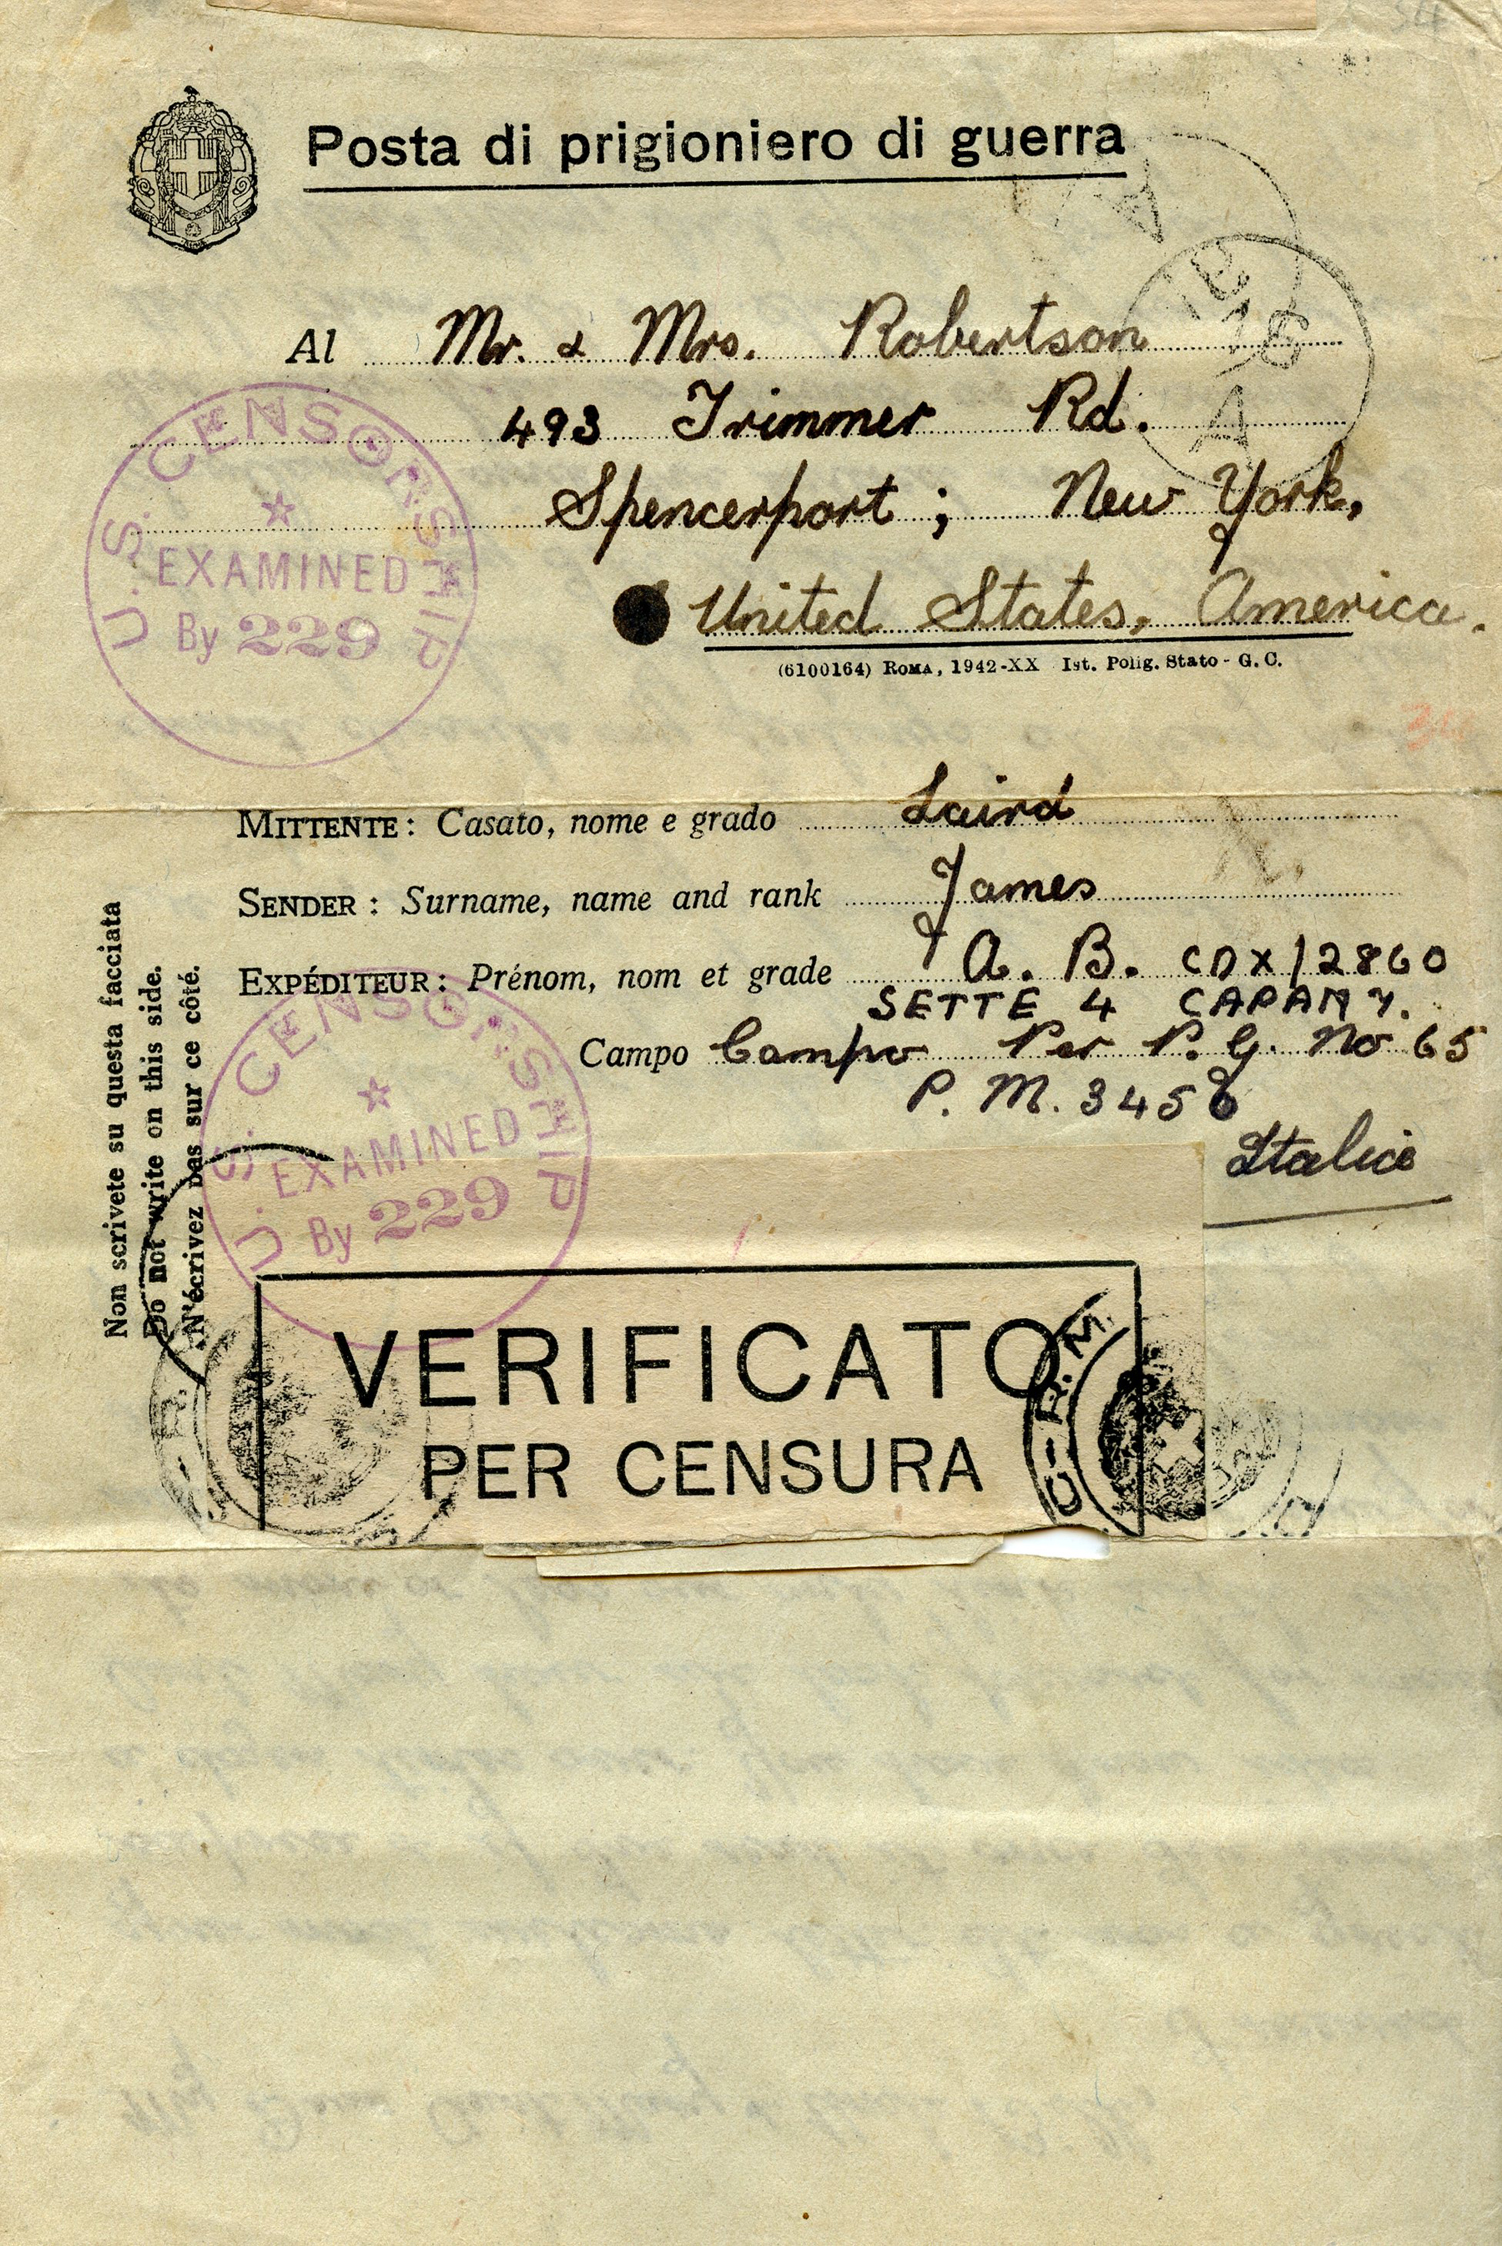 Posta di prigioniero di guerra
Al Mr. & Mrs. Robertson
493 Trimmer Rd.
Spencerport; New York,
United States, America.
(6100164) ROMA, 1942-XX Ist. Polig. Stato - G. C.
U. S. CENSORSHIP
EXAMINED
By 229
MITTENTE: Casato, nome e grado Laird
SENDER: Surname, name and rank James
EXPÉDITEUR: Prénom, nom et grade A. B. CDX/2860
SETTE 4 CAPANY.
Campo Campo Per P. G. No 65
P. M. 3450
Italia
Non scrivete su questa facciata
Do not write on this side.
N'écrivez pas sur ce côté.
U. S. CENSORSHIP
EXAMINED
By 229
VERIFICATO
PER CENSURA